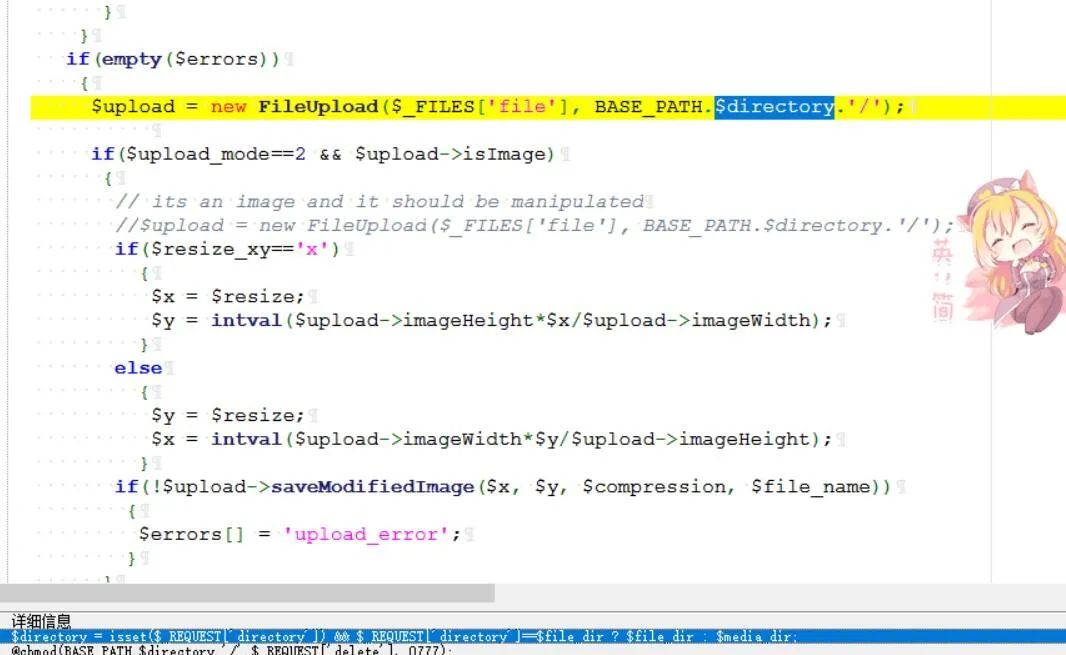 }
}
if(empty($errors))
{
$upload = new FileUpload($_FILES['file'], BASE_PATH.$directory.'/');
if($upload_mode==2 && $upload->isImage)
{
// its an image and it should be manipulated
//$upload = new FileUpload($_FILES['file'], BASE_PATH.$directory.'/');
if($resize_xy=='x')
{
$x = $resize;
$y = intval($upload->imageHeight*$x/$upload->imageWidth);
}
else
{
$y = $resize;
$x = intval($upload->imageWidth*$y/$upload->imageHeight);
}
if(!$upload->saveModifiedImage($x, $y, $compression, $file_name))
{
$errors[] = 'upload_error';
}
}
英
简
详细信息
$directory = isset($_REQUEST['directory']) && $_REQUEST['directory']==$file_dir ? $file_dir : $media_dir;
@chmod(BASE_PATH.$directory.'/'.$_REQUEST['delete'], 0777);